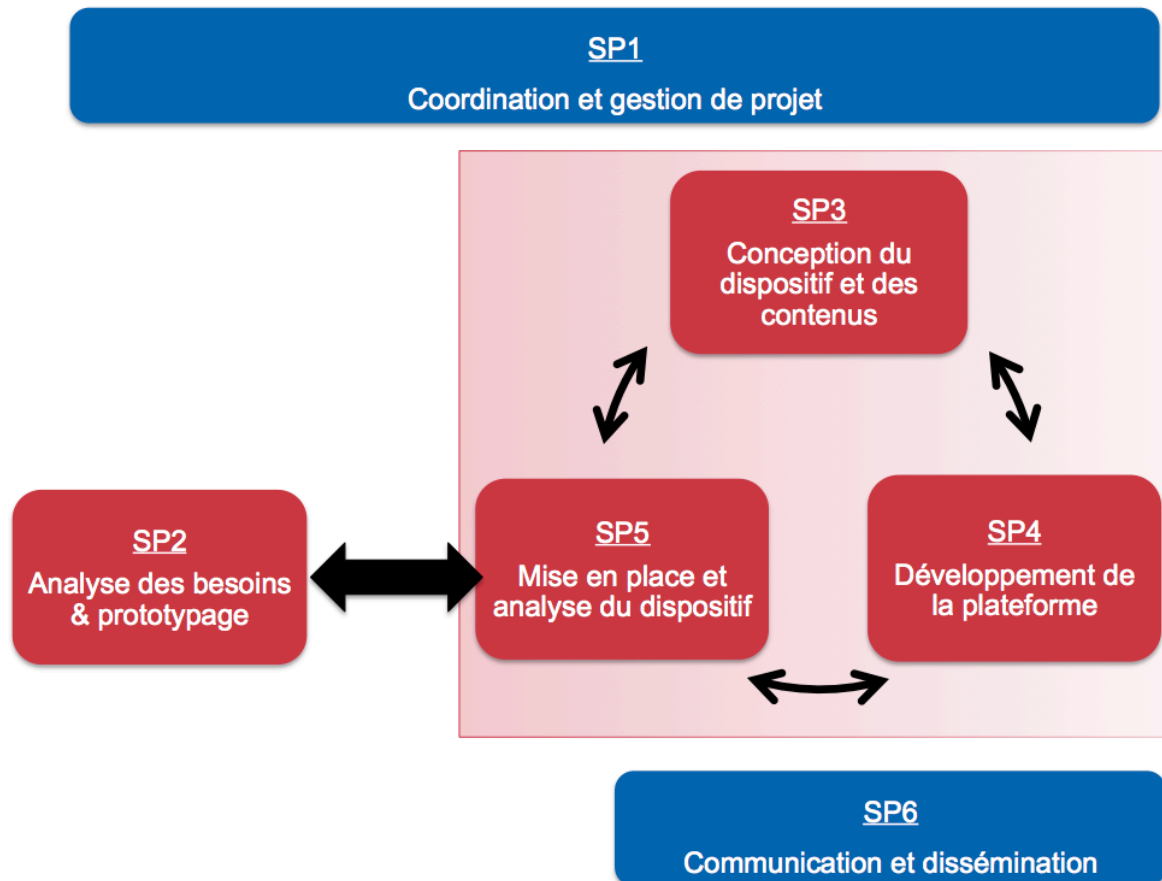 SP1
Coordination et gestion de projet
SP3
Conception du
dispositif et des
contenus
SP2
Analyse des besoins
& prototypage
SP5
Mise en place et
analyse du dispositif
SP4
Développement de
la plateforme
SP6
Communication et dissémination